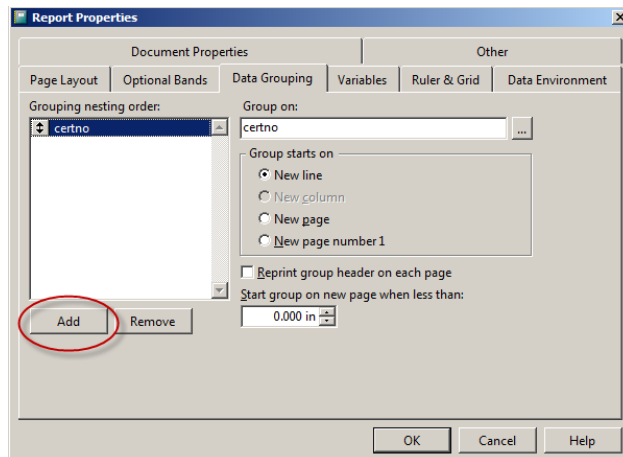 Report Properties
Document Properties Other
Page Layout Optional Bands Data Grouping Variables Ruler & Grid Data Environment
Grouping nesting order: Group on:
certno certno ...
Group starts on
New line
New column
New page
New page number 1
Reprint group header on each page
Start group on new page when less than:
Add Remove 0.000 in
OK Cancel Help